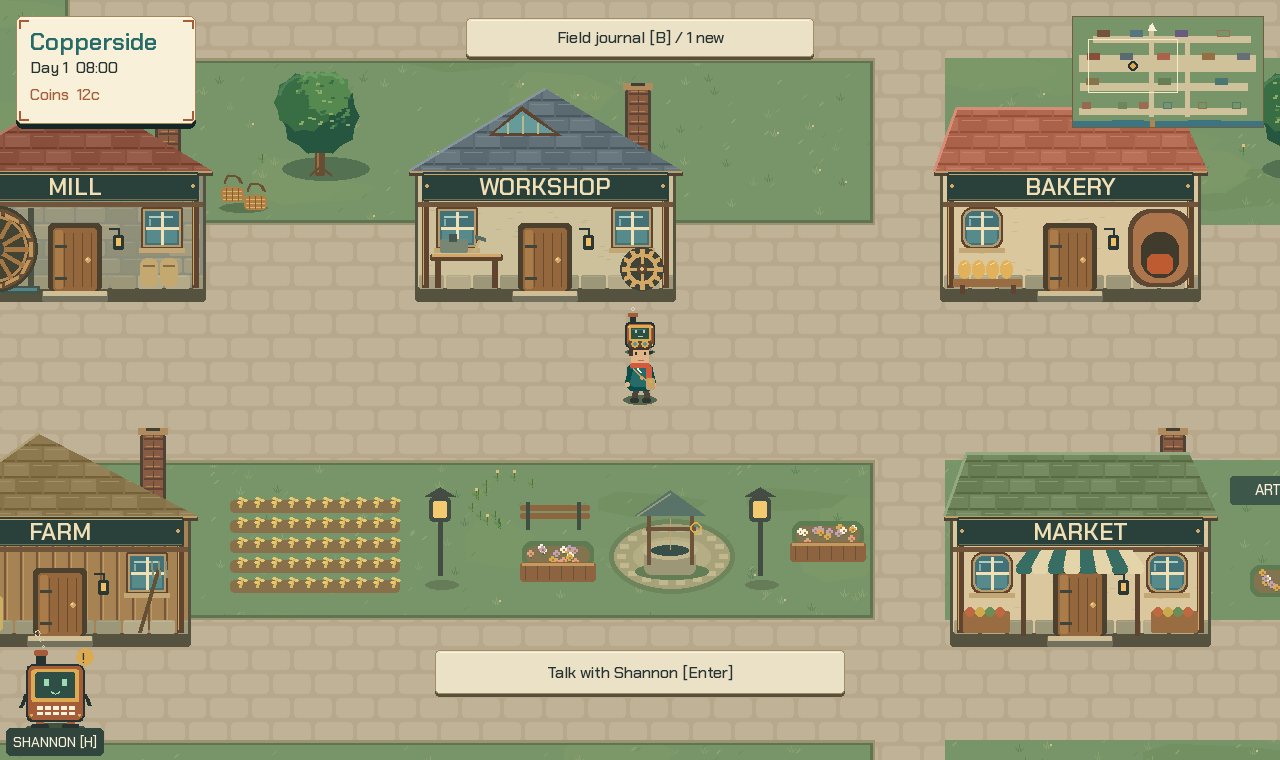 Copperside
Day 1 08:00
Coins 12c
Field journal [B] / 1 new
MILL
WORKSHOP
BAKERY
FARM
MARKET
ART
Talk with Shannon [Enter]
!
SHANNON [H]